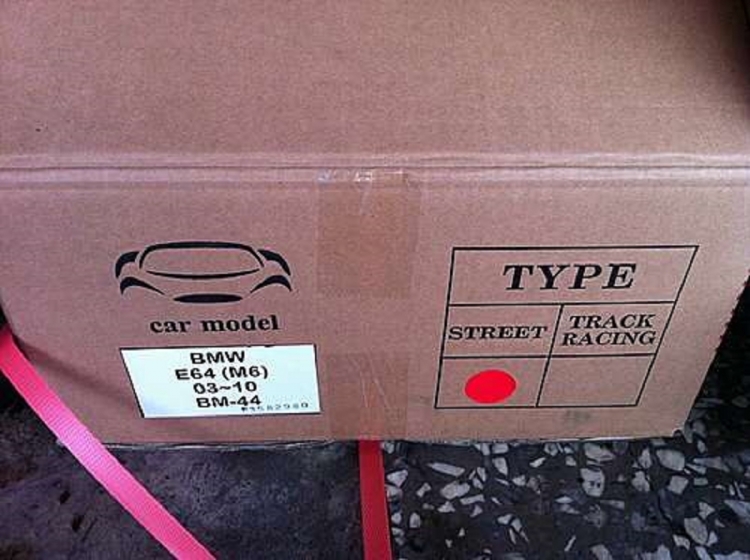 car model
BMW
E64 (M6)
03~10
BM-44
TYPE
STREET
TRACK
RACING